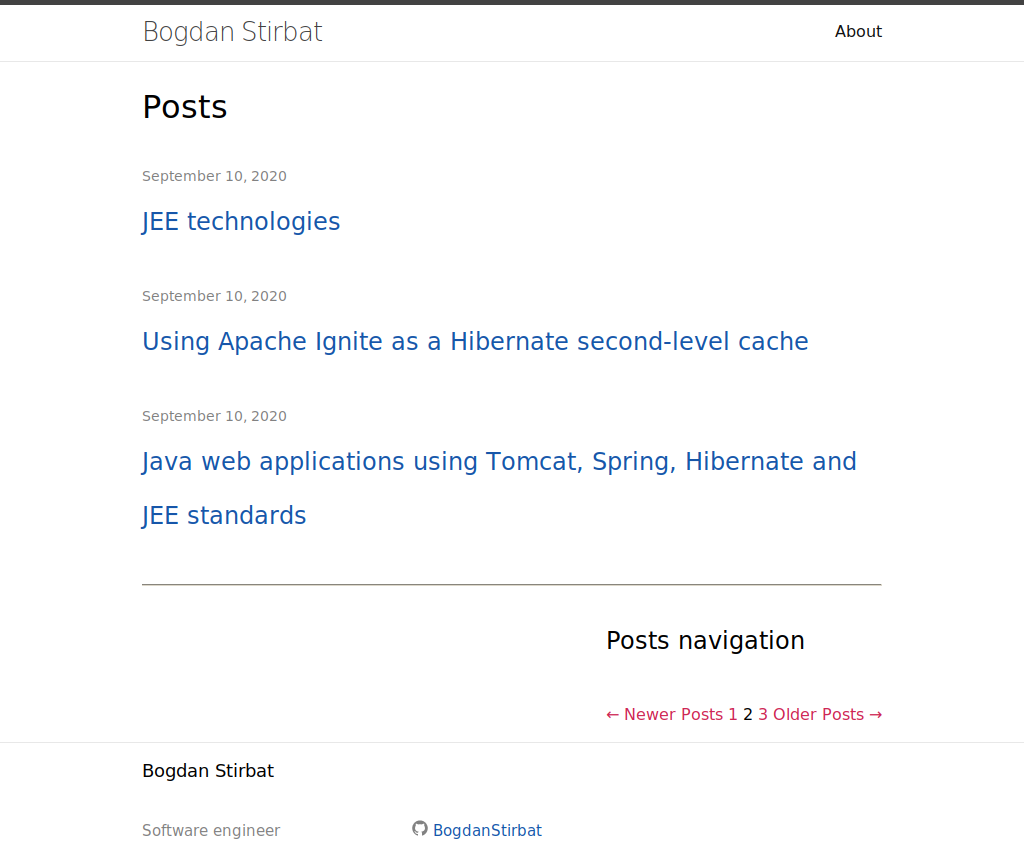 Bogdan Stirbat
About
Posts
September 10, 2020
JEE technologies
September 10, 2020
Using Apache Ignite as a Hibernate second-level cache
September 10, 2020
Java web applications using Tomcat, Spring, Hibernate and
JEE standards
Posts navigation
← Newer Posts 1 2 3 Older Posts →
Bogdan Stirbat
Software engineer
BogdanStirbat